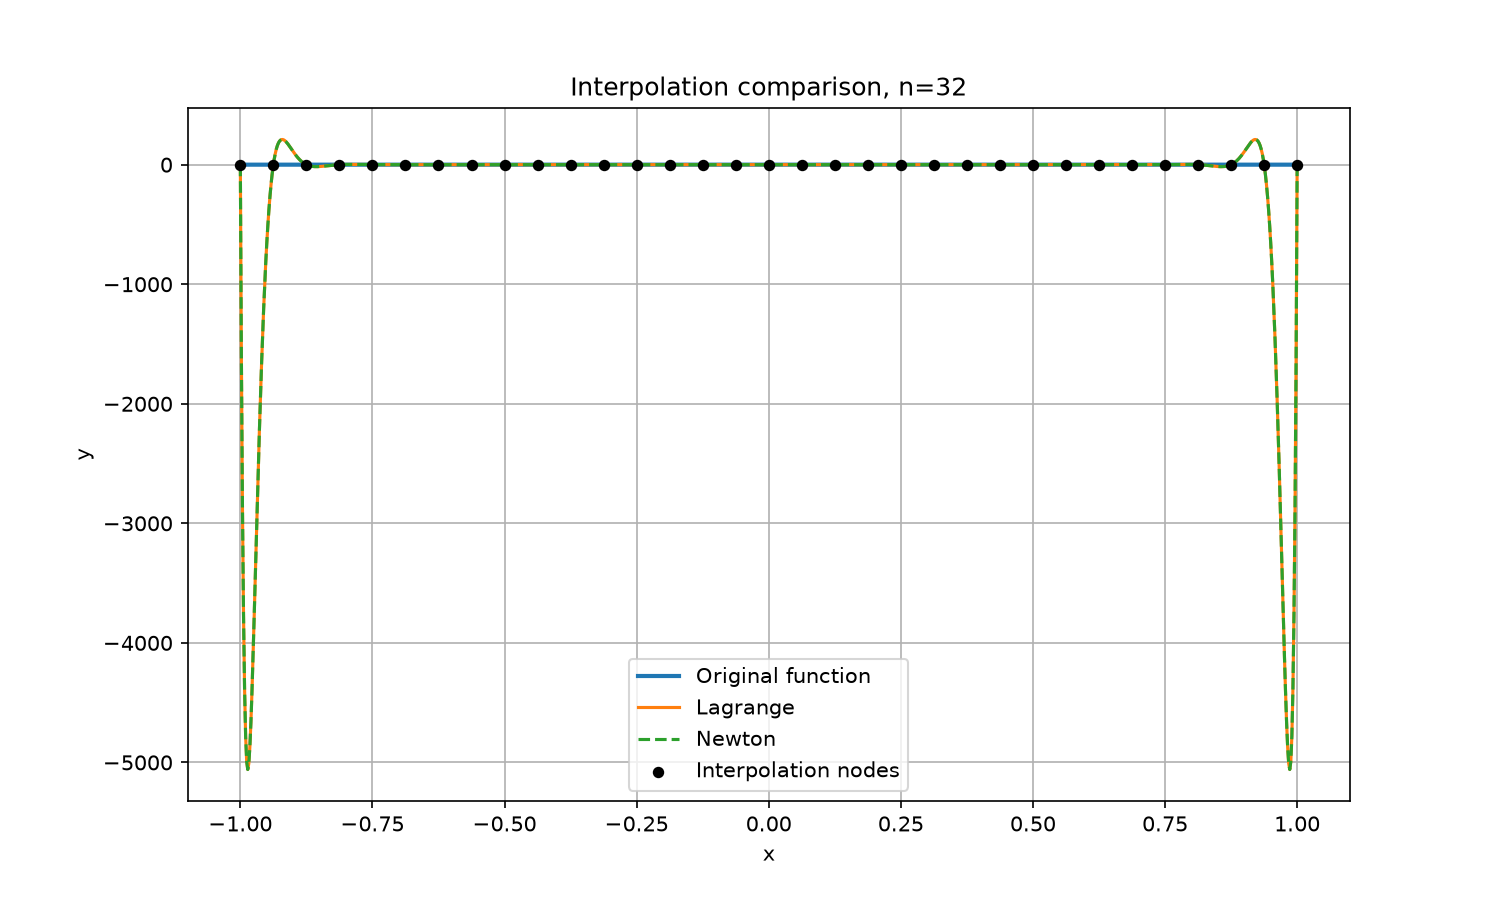 Interpolation comparison, n=32
0
−1000
−2000
−3000
−4000
−5000
y
Original function
Lagrange
Newton
Interpolation nodes
−1.00 −0.75 −0.50 −0.25 0.00 0.25 0.50 0.75 1.00
x